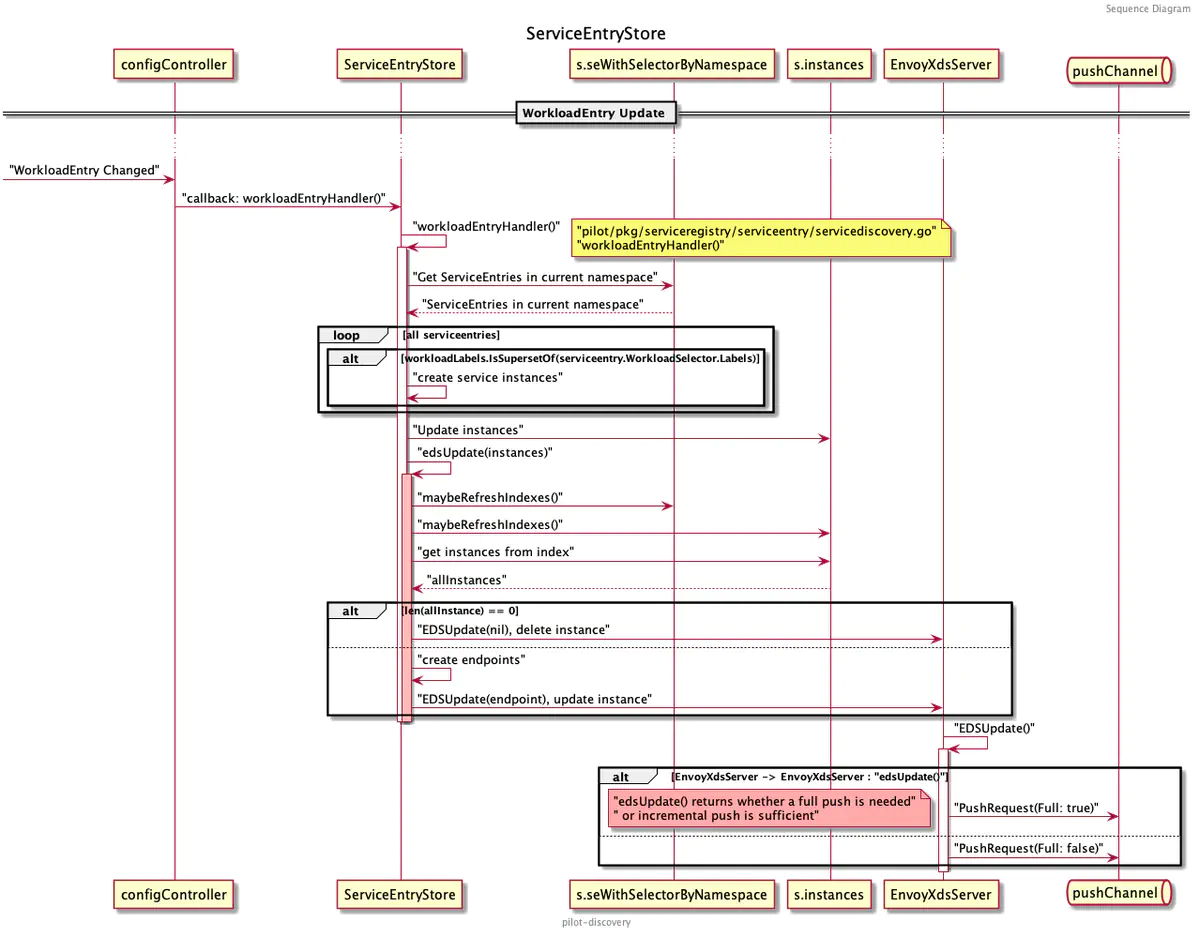 Sequence Diagram
ServiceEntryStore
configController
ServiceEntryStore
s.seWithSelectorByNamespace
s.instances
EnvoyXdsServer
pushChannel
WorkloadEntry Update
"WorkloadEntry Changed"
"callback: workloadEntryHandler()"
"workloadEntryHandler()"
"pilot/pkg/serviceregistry/serviceentry/servicediscovery.go"
"workloadEntryHandler()"
"Get ServiceEntries in current namespace"
"ServiceEntries in current namespace"
loop
[all serviceentries]
alt
[workloadLabels.IsSupersetOf(serviceentry.WorkloadSelector.Labels)]
"create service instances"
"Update instances"
"edsUpdate(instances)"
"maybeRefreshIndexes()"
"maybeRefreshIndexes()"
"get instances from index"
"allInstances"
alt
[len(allInstance) == 0]
"EDSUpdate(nil), delete instance"
"create endpoints"
"EDSUpdate(endpoint), update instance"
"EDSUpdate()"
alt
[EnvoyXdsServer -> EnvoyXdsServer : "edsUpdate()"]
"edsUpdate() returns whether a full push is needed"
" or incremental push is sufficient"
"PushRequest(Full: true)"
"PushRequest(Full: false)"
configController
ServiceEntryStore
s.seWithSelectorByNamespace
s.instances
EnvoyXdsServer
pushChannel
pilot-discovery